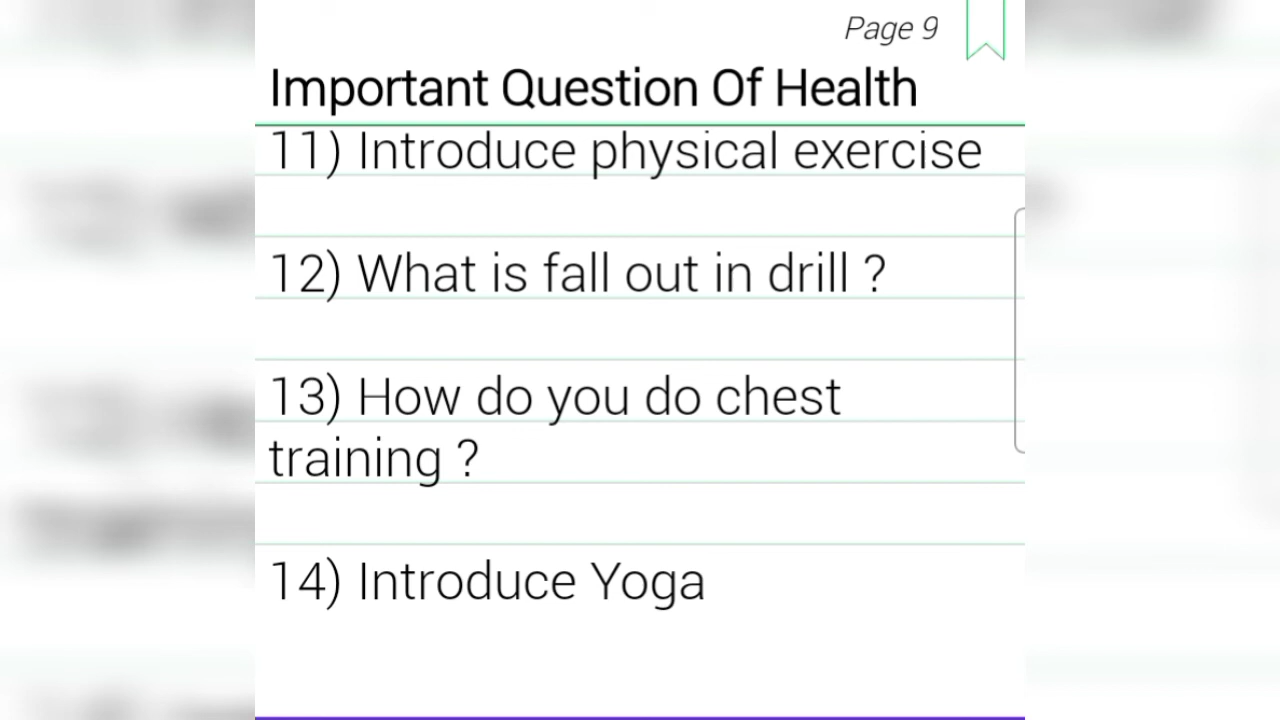 Page 9
Important Question Of Health
11) Introduce physical exercise
12) What is fall out in drill ?
13) How do you do chest
training ?
14) Introduce Yoga